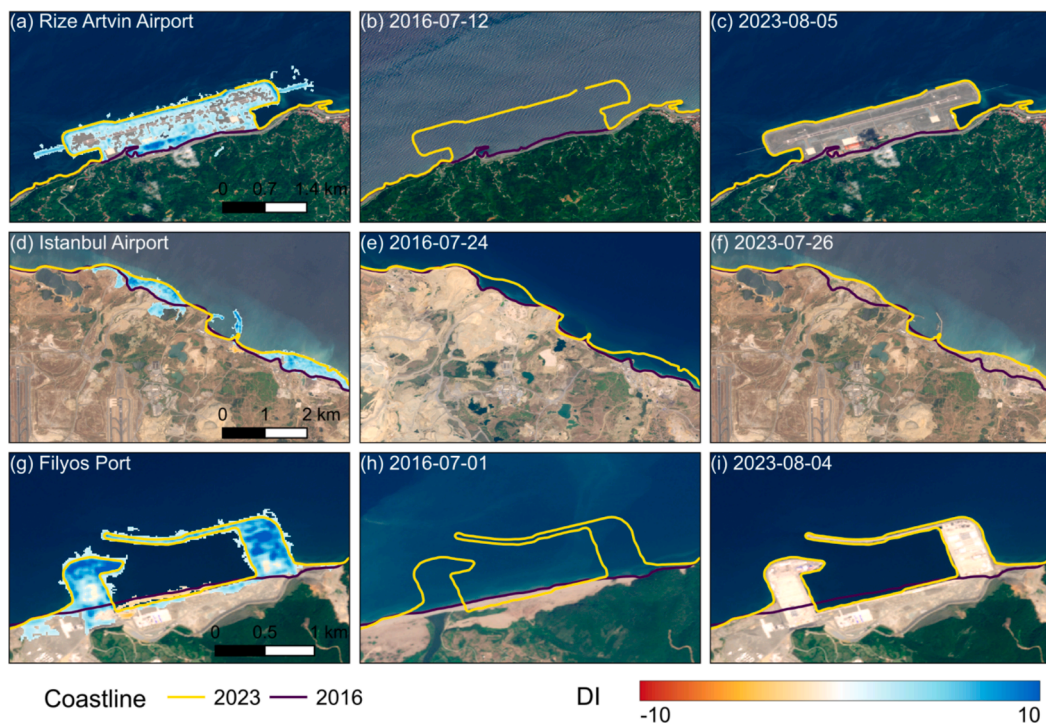 (a) Rize Artvin Airport
(b) 2016-07-12
(c) 2023-08-05
0 0.7 1.4 km
(d) Istanbul Airport
(e) 2016-07-24
(f) 2023-07-26
0 1 2 km
(g) Filyos Port
(h) 2016-07-01
(i) 2023-08-04
0 0.5 1 km
Coastline 2023 2016 DI
-10 10